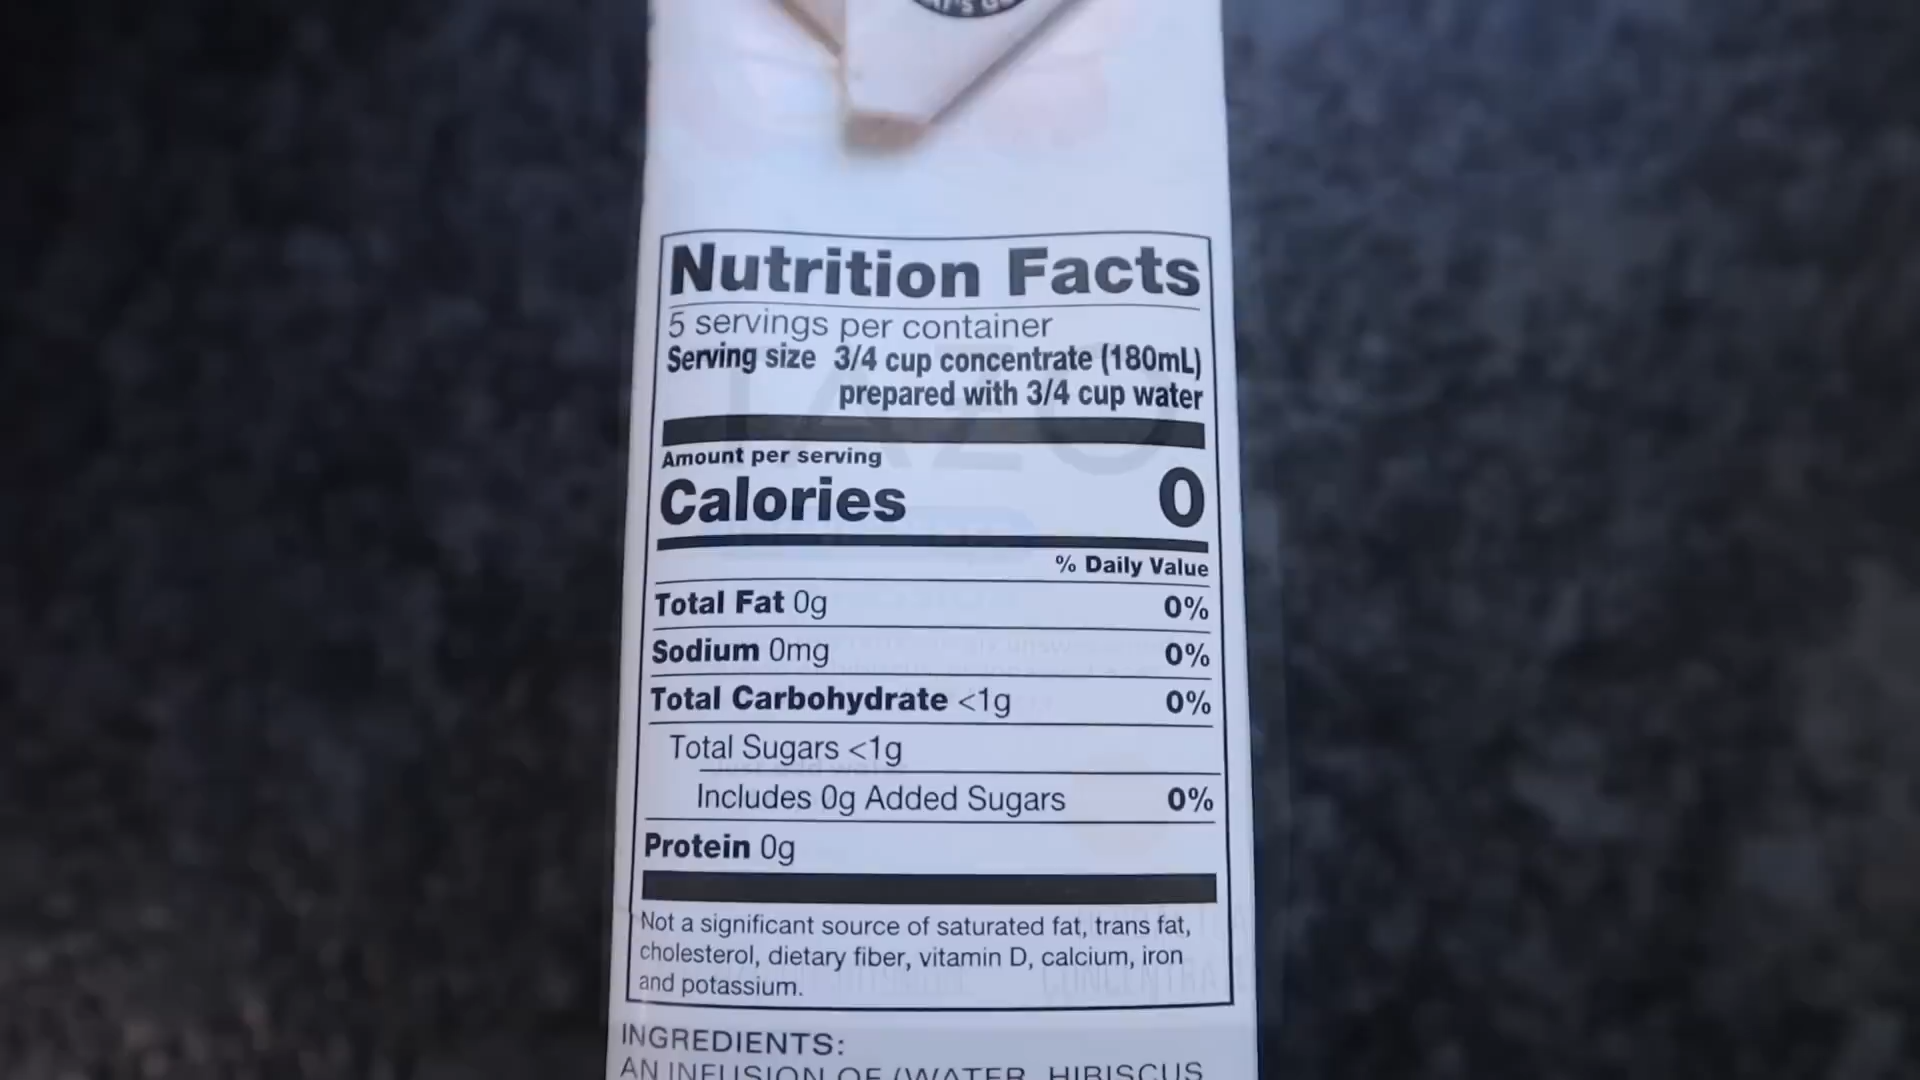 Nutrition Facts
5 servings per container
Serving size 3/4 cup concentrate (180mL)
prepared with 3/4 cup water
Amount per serving
Calories 0
% Daily Value
Total Fat 0g 0%
Sodium 0mg 0%
Total Carbohydrate <1g 0%
Total Sugars <1g
Includes 0g Added Sugars 0%
Protein 0g
Not a significant source of saturated fat, trans fat,
cholesterol, dietary fiber, vitamin D, calcium, iron
and potassium.
INGREDIENTS:
AN INFUSION OF (WATER, HIBISCUS